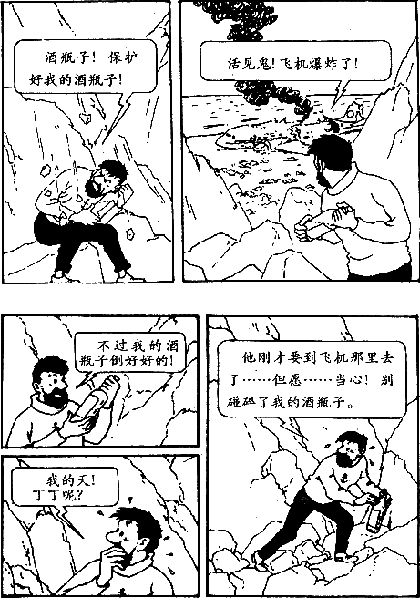 酒瓶子！保护
好我的酒瓶子！
活见鬼！飞机爆炸了！
不过我的酒
瓶子倒好好的！
我的天！
丁丁呢？
他刚才要到飞机那里去
了……但愿……当心！别
碰碎了我的酒瓶子。